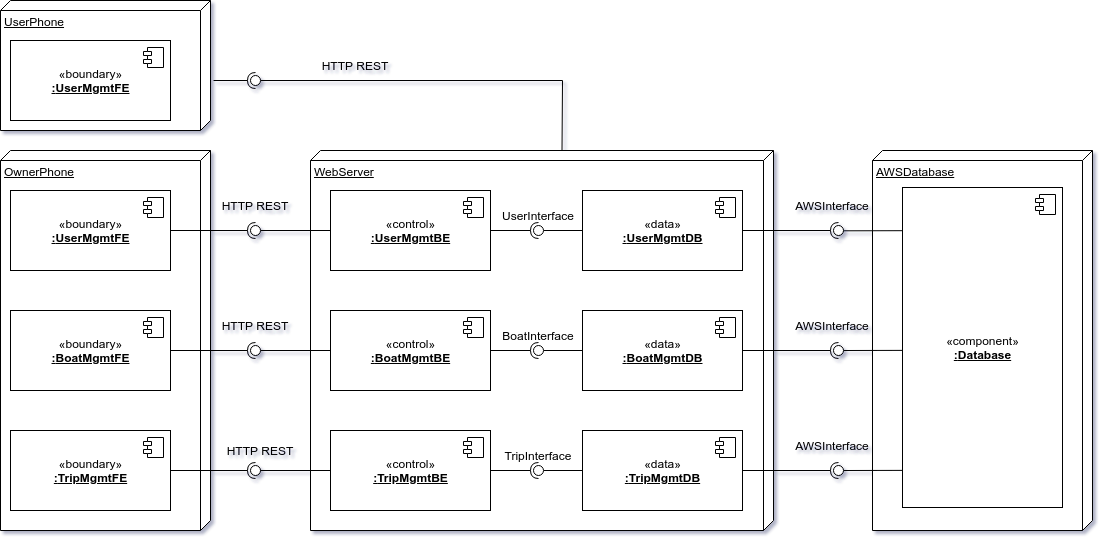 UserPhone
«boundary»
:UserMgmtFE
HTTP REST
OwnerPhone
«boundary»
:UserMgmtFE
HTTP REST
«boundary»
:BoatMgmtFE
HTTP REST
«boundary»
:TripMgmtFE
HTTP REST
WebServer
«control»
:UserMgmtBE
UserInterface
«data»
:UserMgmtDB
«control»
:BoatMgmtBE
BoatInterface
«data»
:BoatMgmtDB
«control»
:TripMgmtBE
TripInterface
«data»
:TripMgmtDB
AWSInterface
AWSInterface
AWSInterface
AWSDatabase
«component»
:Database